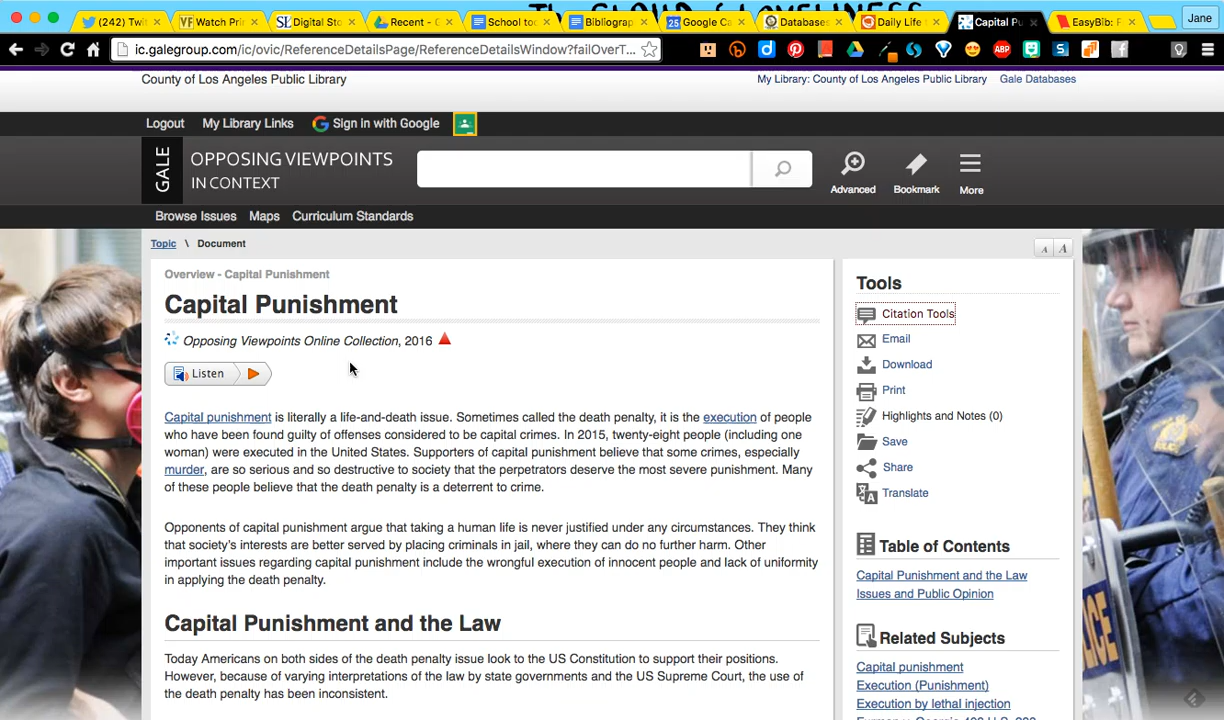 (242) Twit
Watch Pri
Digital Sto
Recent - G
School too
Bibliograp
Google Ca
Databases
Daily Life
Capital Pu
EasyBib: F
Jane
ic.galegroup.com/ic/ovic/ReferenceDetailsPage/ReferenceDetailsWindow?failOverT...
County of Los Angeles Public Library
My Library: County of Los Angeles Public Library Gale Databases
Logout My Library Links Sign in with Google
GALE
OPPOSING VIEWPOINTS
IN CONTEXT
Advanced Bookmark More
Browse Issues Maps Curriculum Standards
Topic \ Document
A A
Overview - Capital Punishment
Capital Punishment
Opposing Viewpoints Online Collection, 2016
Listen
Capital punishment is literally a life-and-death issue. Sometimes called the death penalty, it is the execution of people
who have been found guilty of offenses considered to be capital crimes. In 2015, twenty-eight people (including one
woman) were executed in the United States. Supporters of capital punishment believe that some crimes, especially
murder, are so serious and so destructive to society that the perpetrators deserve the most severe punishment. Many
of these people believe that the death penalty is a deterrent to crime.
Opponents of capital punishment argue that taking a human life is never justified under any circumstances. They think
that society's interests are better served by placing criminals in jail, where they can do no further harm. Other
important issues regarding capital punishment include the wrongful execution of innocent people and lack of uniformity
in applying the death penalty.
Capital Punishment and the Law
Today Americans on both sides of the death penalty issue look to the US Constitution to support their positions.
However, because of varying interpretations of the law by state governments and the US Supreme Court, the use of
the death penalty has been inconsistent.
Tools
Citation Tools
Email
Download
Print
Highlights and Notes (0)
Save
Share
Translate
Table of Contents
Capital Punishment and the Law
Issues and Public Opinion
Related Subjects
Capital punishment
Execution (Punishment)
Execution by lethal injection